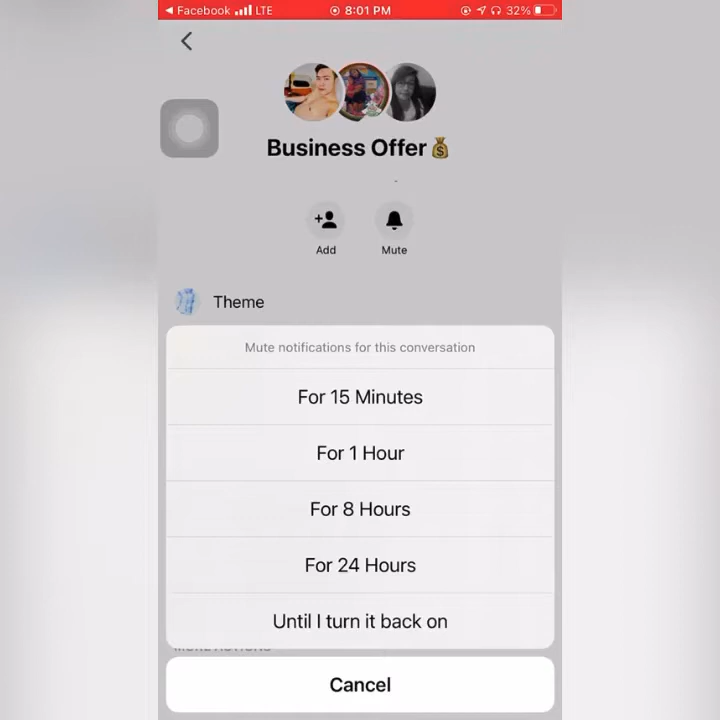 Facebook LTE 8:01 PM 32%
Business Offer💰
Add Mute
Theme
Mute notifications for this conversation
For 15 Minutes
For 1 Hour
For 8 Hours
For 24 Hours
Until I turn it back on
Cancel